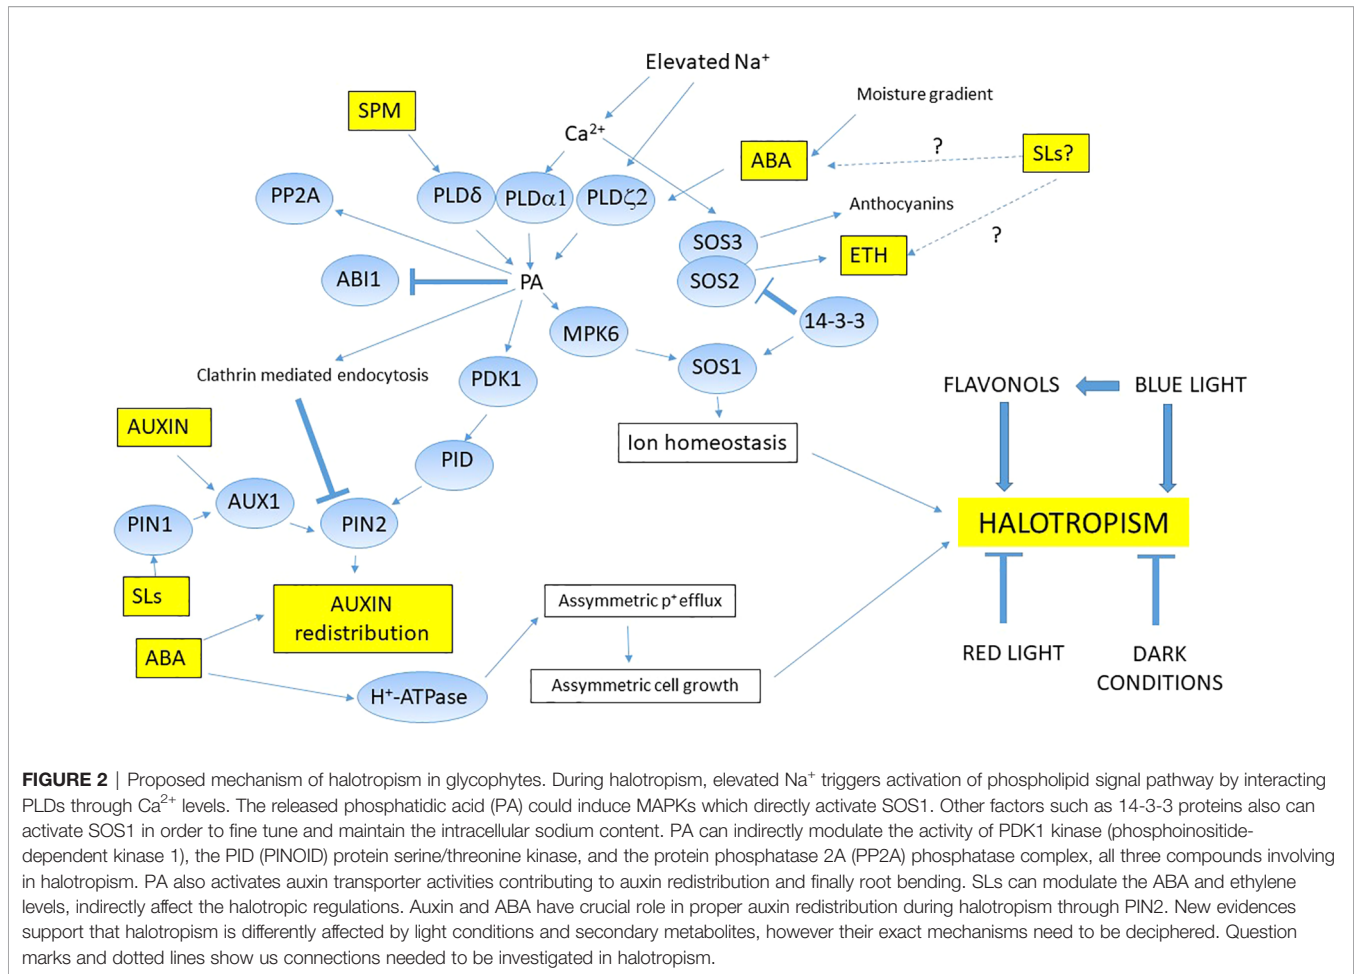 Elevated Na⁺
Moisture gradient
SPM
Ca²⁺
ABA
?
SLs?
PP2A
PLDδ
PLDα1
PLDζ2
Anthocyanins
?
SOS3
ETH
ABI1
PA
SOS2
14-3-3
MPK6
SOS1
Clathrin mediated endocytosis
PDK1
FLAVONOLS
BLUE LIGHT
AUXIN
Ion homeostasis
PID
AUX1
PIN1
PIN2
HALOTROPISM
SLs
AUXIN
redistribution
Assymmetric p⁺ efflux
ABA
H⁺-ATPase
Assymmetric cell growth
RED LIGHT
DARK
CONDITIONS
FIGURE 2 | Proposed mechanism of halotropism in glycophytes. During halotropism, elevated Na⁺ triggers activation of phospholipid signal pathway by interacting
PLDs through Ca²⁺ levels. The released phosphatidic acid (PA) could induce MAPKs which directly activate SOS1. Other factors such as 14-3-3 proteins also can
activate SOS1 in order to fine tune and maintain the intracellular sodium content. PA can indirectly modulate the activity of PDK1 kinase (phosphoinositide-
dependent kinase 1), the PID (PINOID) protein serine/threonine kinase, and the protein phosphatase 2A (PP2A) phosphatase complex, all three compounds involving
in halotropism. PA also activates auxin transporter activities contributing to auxin redistribution and finally root bending. SLs can modulate the ABA and ethylene
levels, indirectly affect the halotropic regulations. Auxin and ABA have crucial role in proper auxin redistribution during halotropism through PIN2. New evidences
support that halotropism is differently affected by light conditions and secondary metabolites, however their exact mechanisms need to be deciphered. Question
marks and dotted lines show us connections needed to be investigated in halotropism.